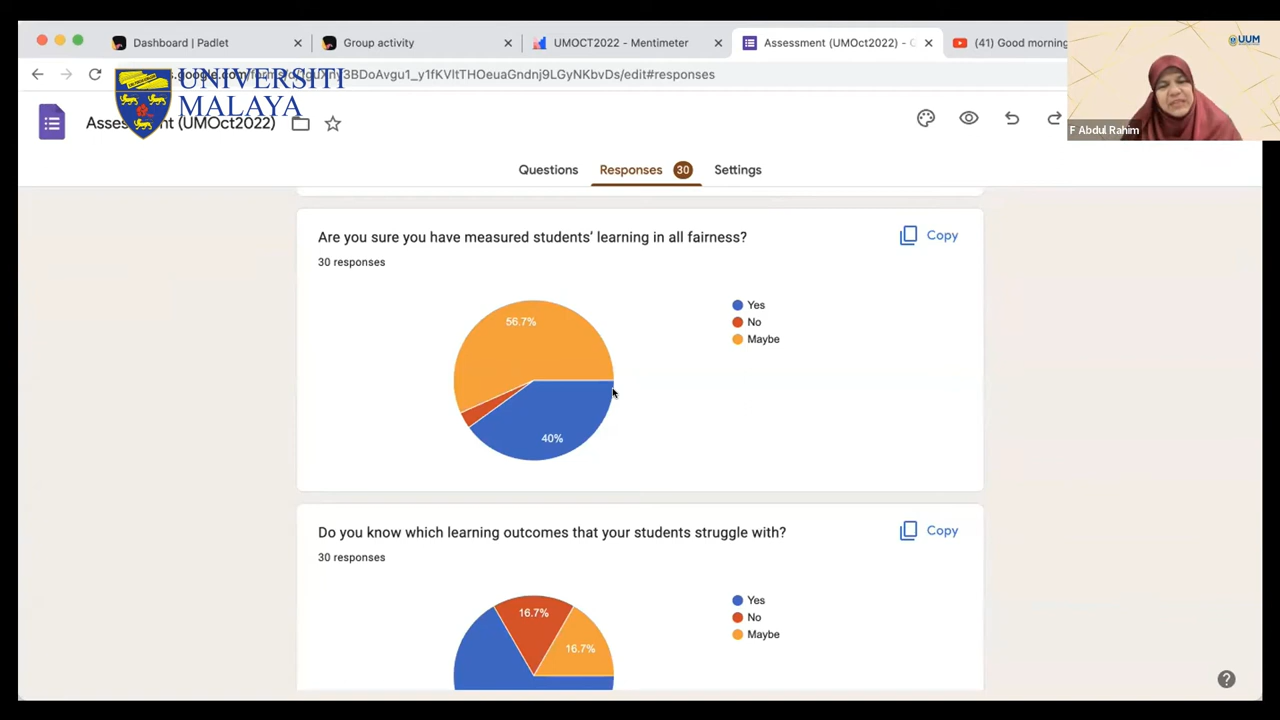 Dashboard | Padlet
Group activity
UMOCT2022 - Mentimeter
Assessment (UMOct2022) -
(41) Good morning
UUM
/edit#responses
UNIVERSITI
MALAYA
(UMOct2022)
F Abdul Rahim
Questions
Responses 30
Settings
Are you sure you have measured students' learning in all fairness?
Copy
30 responses
56.7%
40%
Yes
No
Maybe
Do you know which learning outcomes that your students struggle with?
Copy
30 responses
16.7%
16.7%
Yes
No
Maybe
?